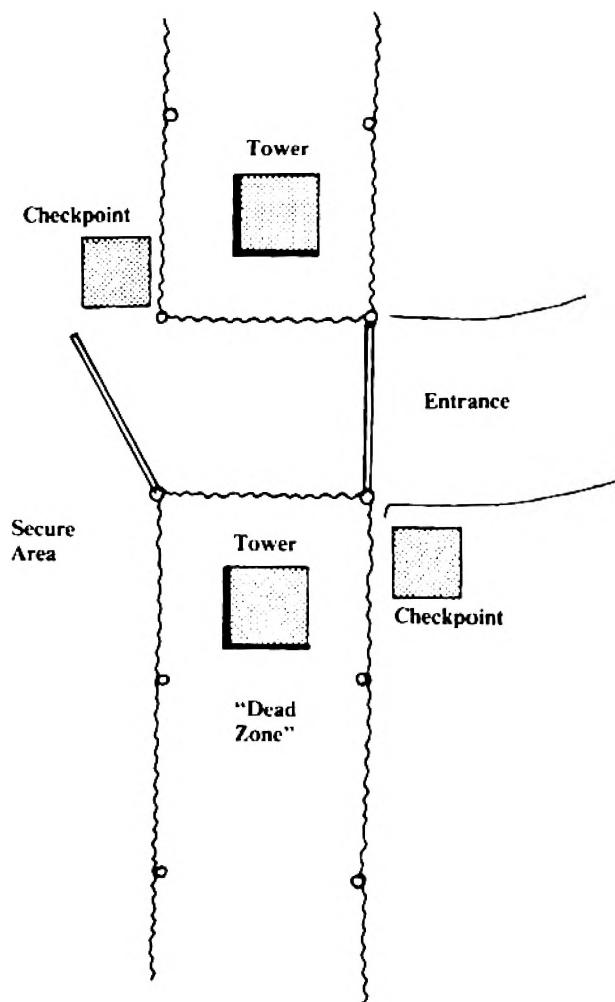 Tower
Checkpoint
Entrance
Secure
Area
Tower
Checkpoint
“Dead
Zone”